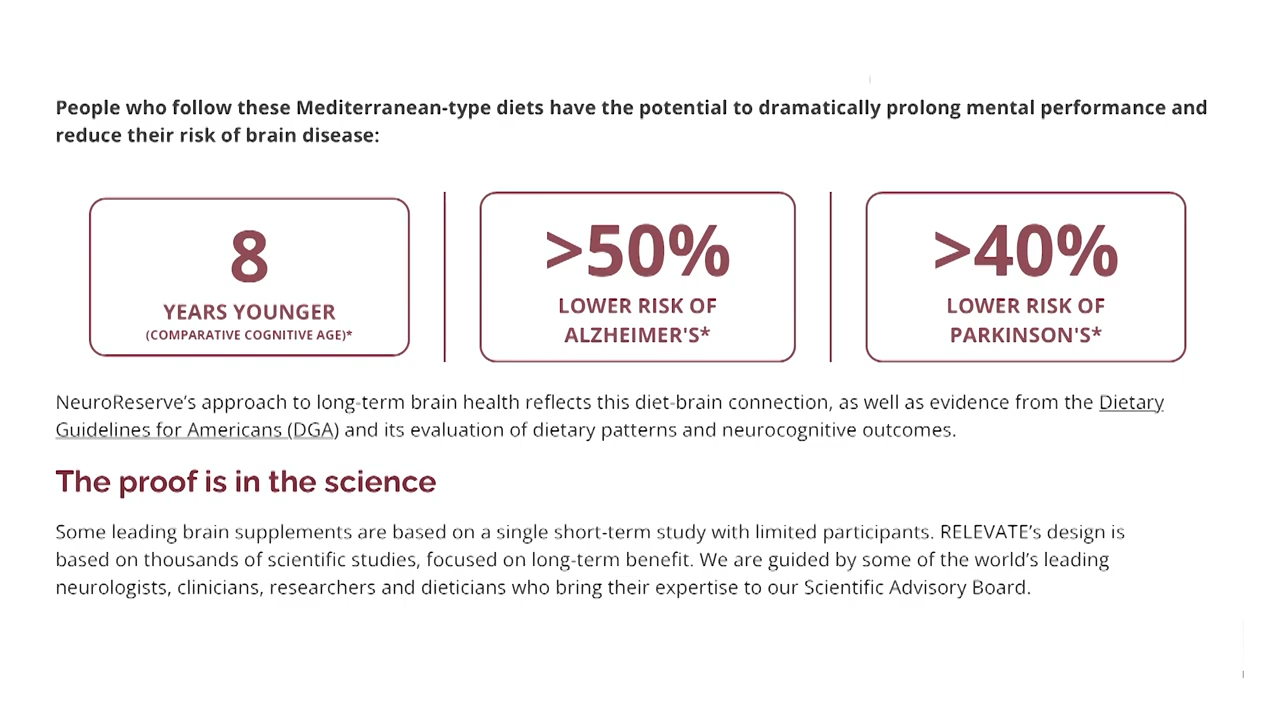 People who follow these Mediterranean-type diets have the potential to dramatically prolong mental performance and
reduce their risk of brain disease:
8
YEARS YOUNGER
(COMPARATIVE COGNITIVE AGE)*
>50%
LOWER RISK OF
ALZHEIMER'S*
>40%
LOWER RISK OF
PARKINSON'S*
NeuroReserve’s approach to long-term brain health reflects this diet-brain connection, as well as evidence from the Dietary
Guidelines for Americans (DGA) and its evaluation of dietary patterns and neurocognitive outcomes.
The proof is in the science
Some leading brain supplements are based on a single short-term study with limited participants. RELEVATE’s design is
based on thousands of scientific studies, focused on long-term benefit. We are guided by some of the world’s leading
neurologists, clinicians, researchers and dieticians who bring their expertise to our Scientific Advisory Board.